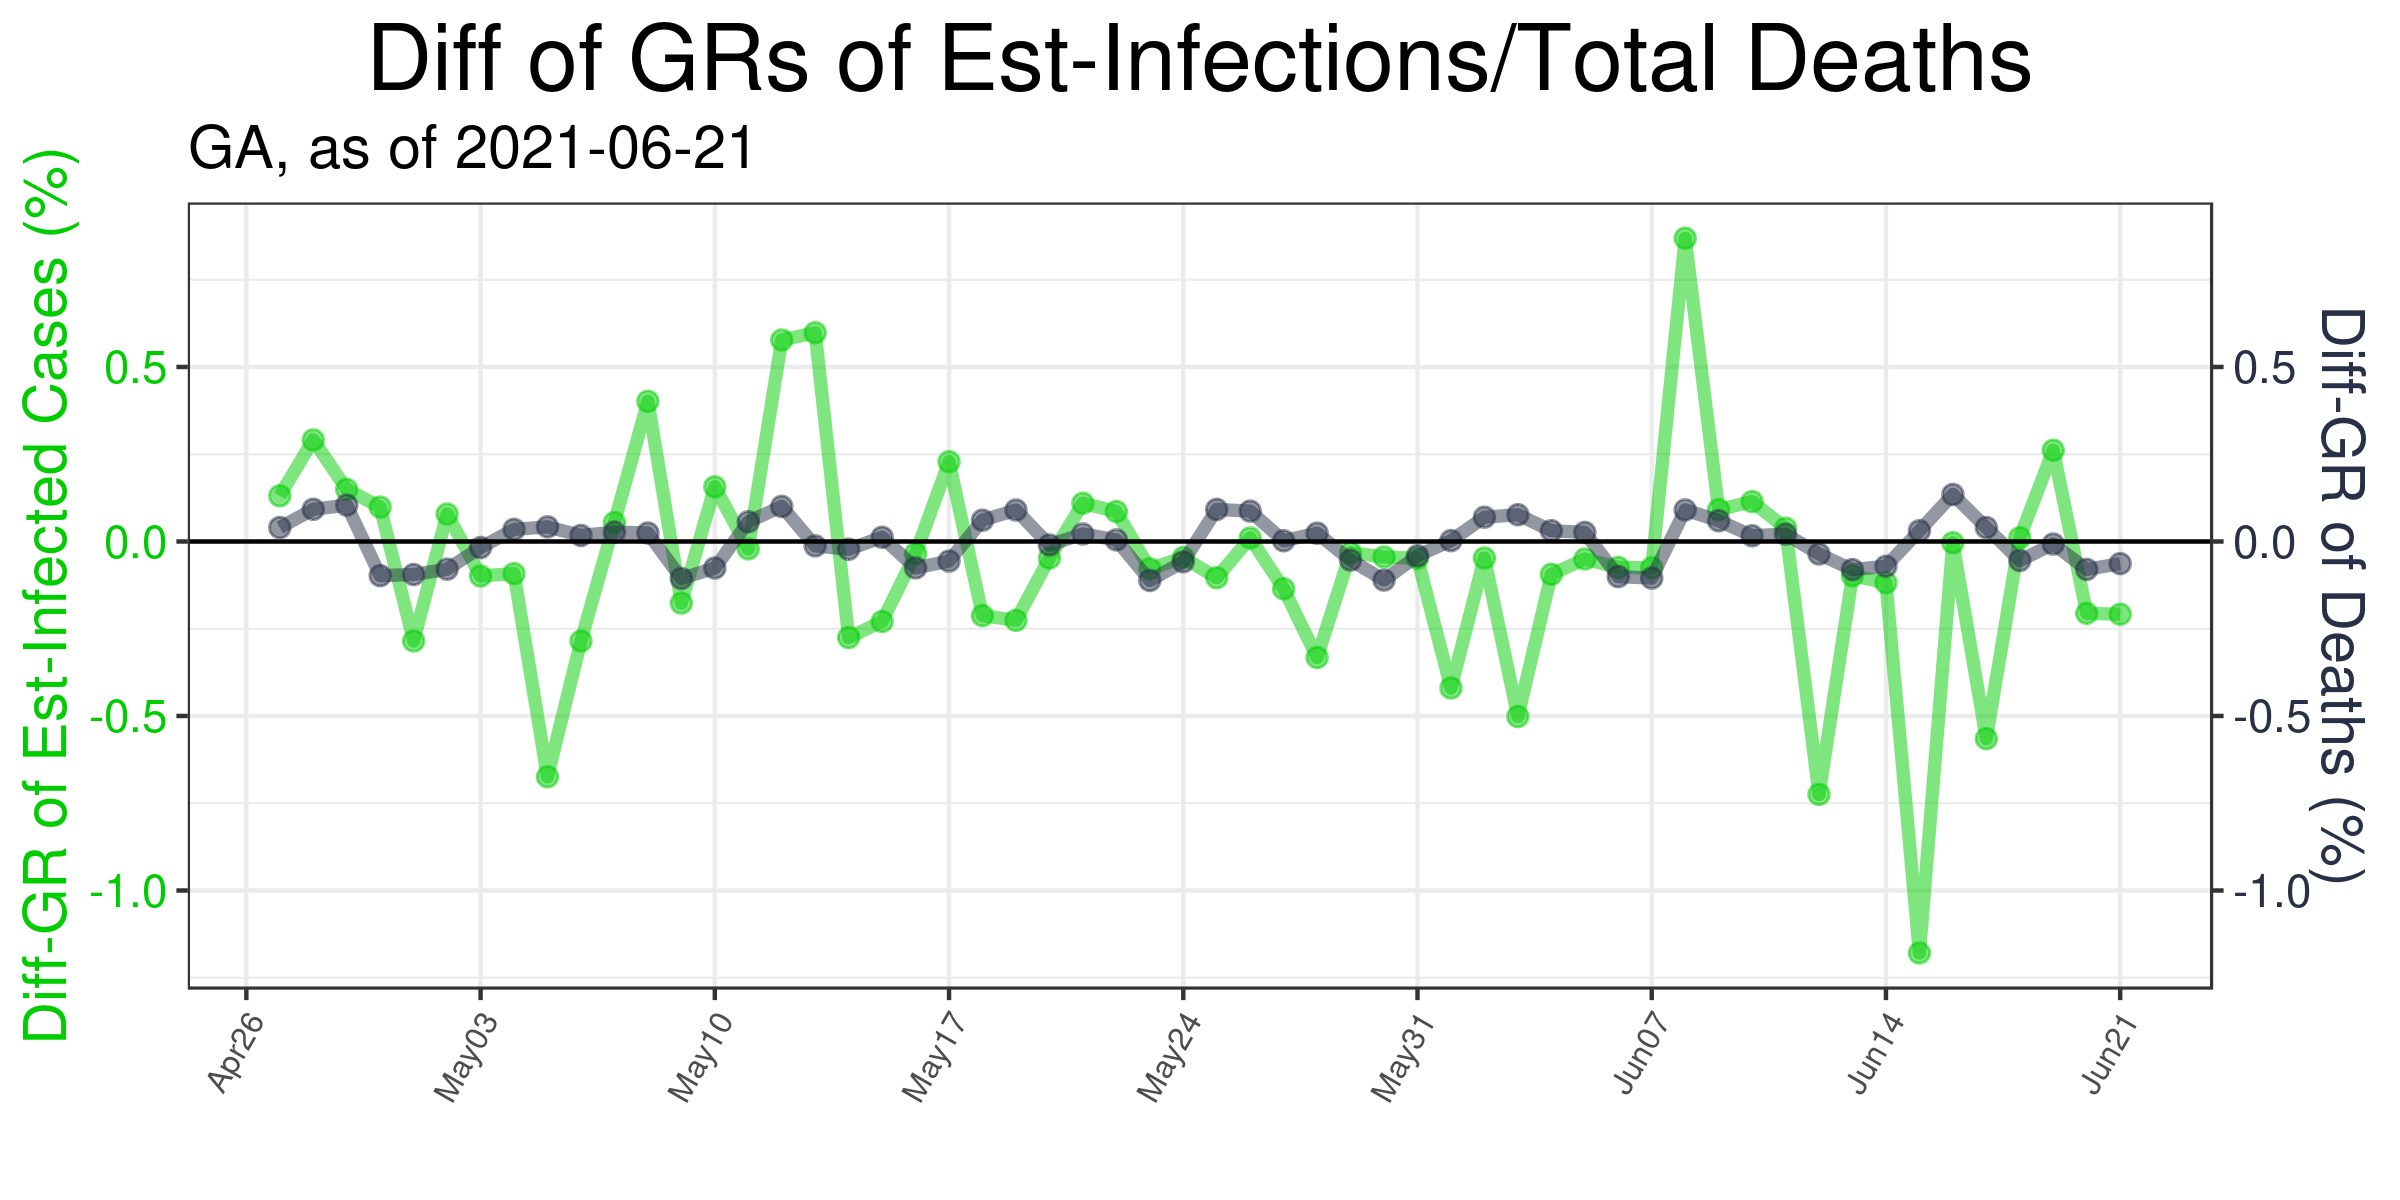 Diff of GRs of Est-Infections/Total Deaths
GA, as of 2021-06-21
Diff-GR of Est-Infected Cases (%)
0.5
0.0
-0.5
-1.0
0.5
0.0
-0.5
-1.0
Diff-GR of Deaths (%)
Apr26
May03
May10
May17
May24
May31
Jun07
Jun14
Jun21